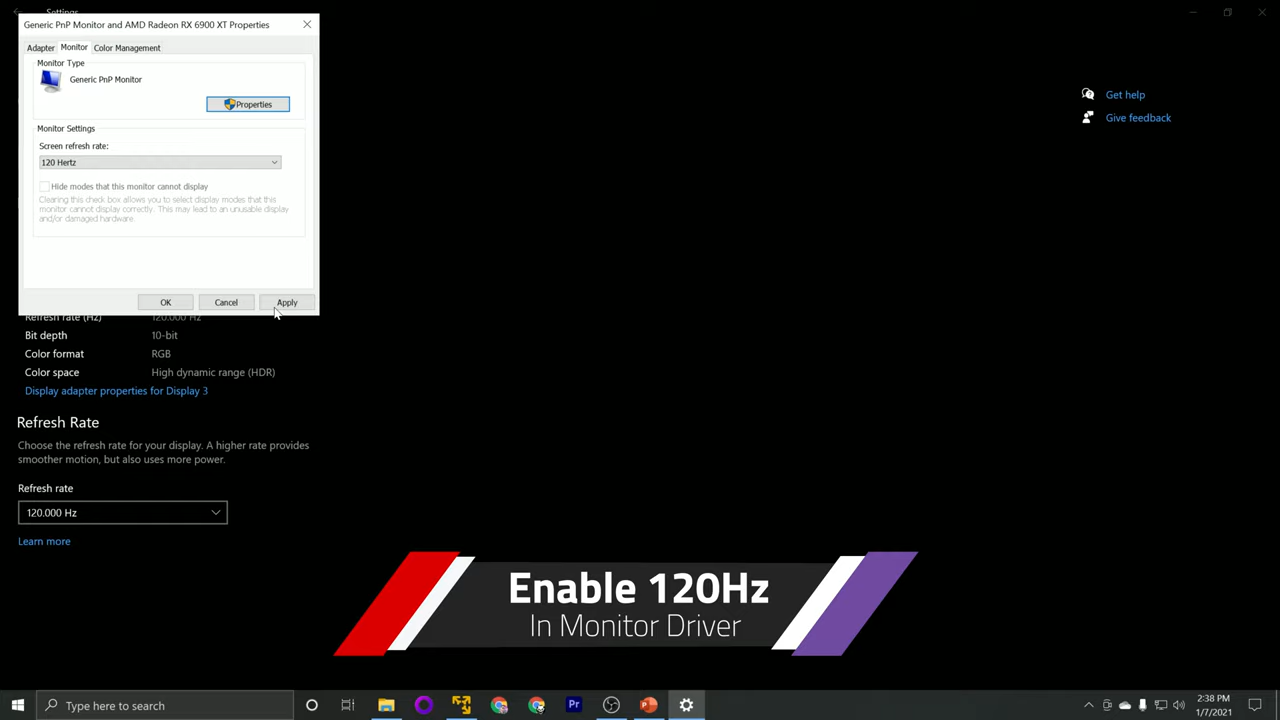 Settings
Generic PnP Monitor and AMD Radeon RX 6900 XT Properties
Adapter
Monitor
Color Management
Monitor Type
Generic PnP Monitor
Properties
Monitor Settings
Screen refresh rate:
120 Hertz
Hide modes that this monitor cannot display
Clearing this check box allows you to select display modes that this
monitor cannot display correctly. This may lead to an unusable display
and/or damaged hardware.
OK
Cancel
Apply
Get help
Give feedback
Refresh rate (Hz)
120.000 Hz
Bit depth
10-bit
Color format
RGB
Color space
High dynamic range (HDR)
Display adapter properties for Display 3
Refresh Rate
Choose the refresh rate for your display. A higher rate provides
smoother motion, but also uses more power.
Refresh rate
120.000 Hz
Learn more
Enable 120Hz
In Monitor Driver
Type here to search
Pr
2:38 PM
1/7/2021